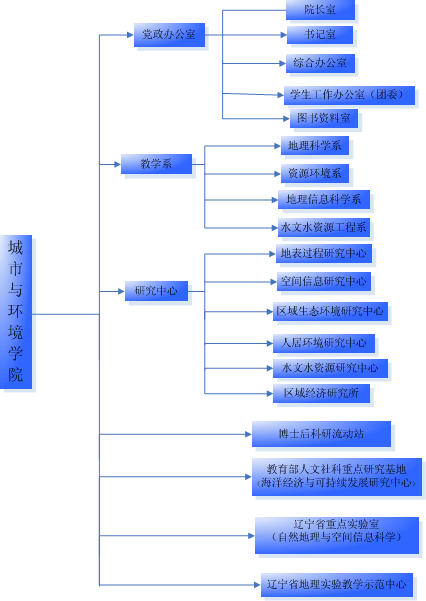 城市与环境学院
党政办公室
院长室
书记室
综合办公室
学生工作办公室（团委）
图书资料室
教学系
地理科学系
资源环境系
地理信息科学系
水文水资源工程系
研究中心
地表过程研究中心
空间信息研究中心
区域生态环境研究中心
人居环境研究中心
水文水资源研究中心
区域经济研究所
博士后科研流动站
教育部人文社科重点研究基地
（海洋经济与可持续发展研究中心）
辽宁省重点实验室
（自然地理与空间信息科学）
辽宁省地理实验教学示范中心